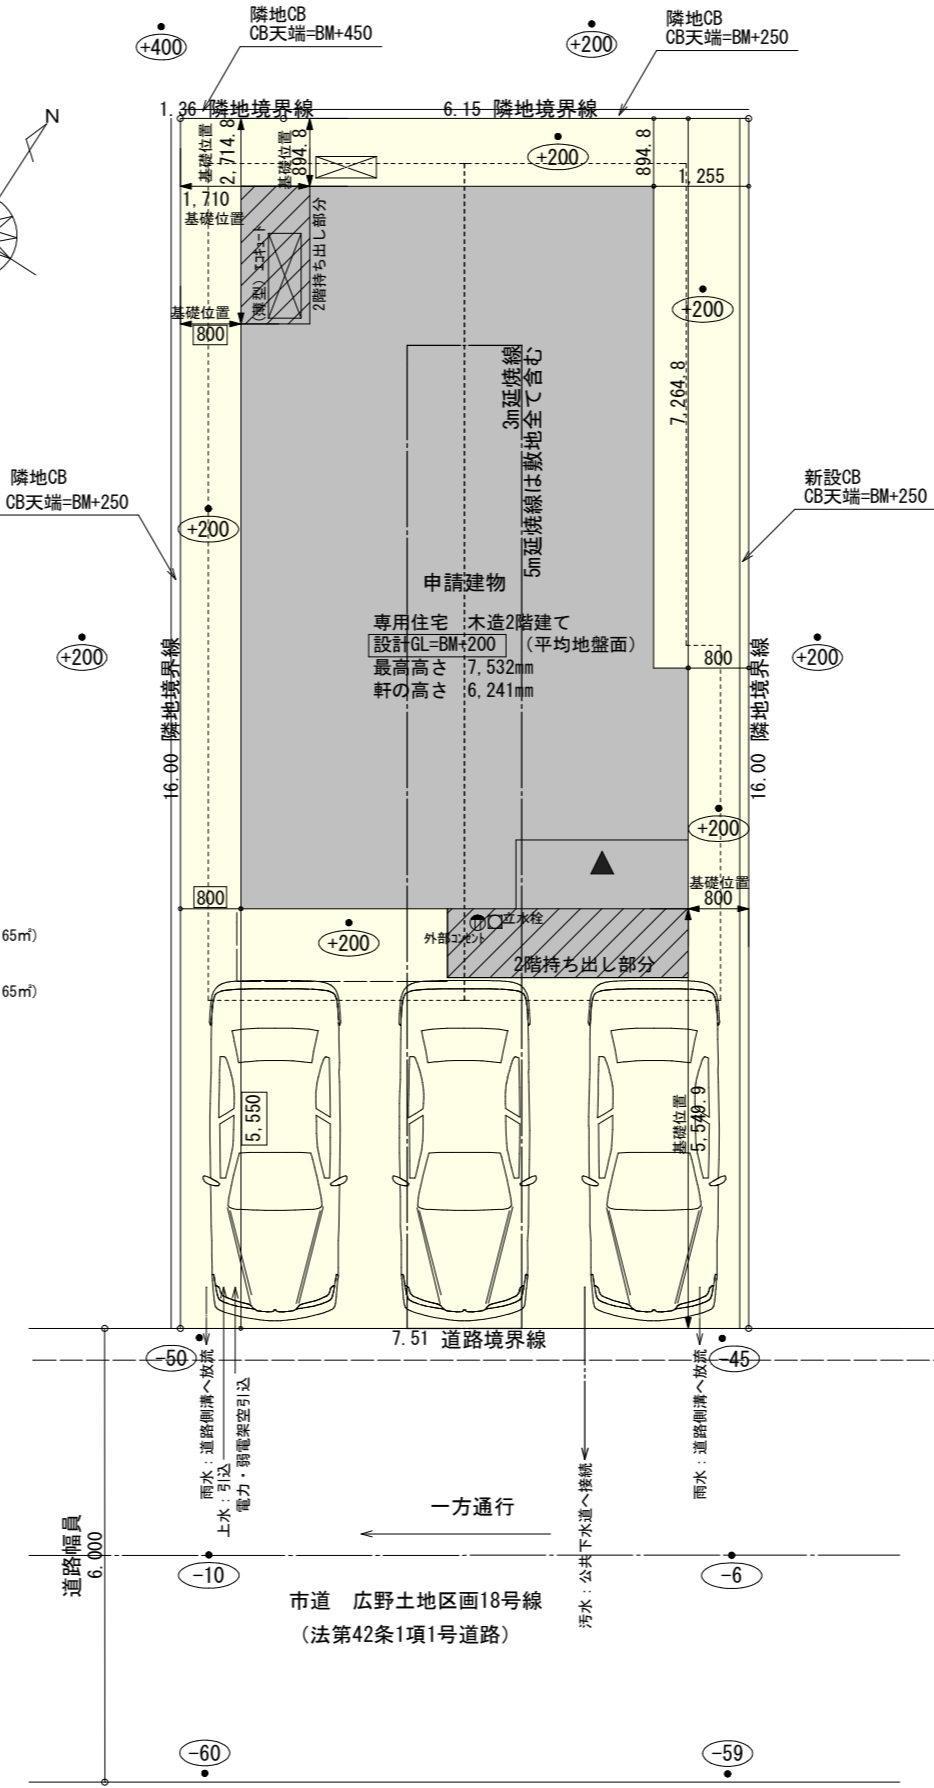 隣地CB
CB天端=BM+450
隣地CB
CB天端=BM+250
+400
+200
N
1.36 隣地境界線
6.15 隣地境界線
基礎位置
2,714.8
基礎位置
894.8
+200
894.8
1,255
1,710
基礎位置
(薄型) エコキュート
2階持ち出し部分
基礎位置
800
+200
7,264.8
3m延焼線
5m延焼線は敷地全て含む
隣地CB
CB天端=BM+250
新設CB
CB天端=BM+250
+200
申請建物
専用住宅 木造2階建て
設計GL=BM+200 (平均地盤面)
最高高さ 7,532mm
軒の高さ 6,241mm
+200
800
+200
16.00 隣地境界線
16.00 隣地境界線
+200
基礎位置
800
800
65㎡)
65㎡)
+200
外部コンセント
立水栓
2階持ち出し部分
5,550
基礎位置
5,549.9
7.51 道路境界線
-50
-45
雨水:道路側溝へ放流
上水:引込
電力・弱電架空引込
汚水:公共下水道へ接続
雨水:道路側溝へ放流
一方通行
道路幅員
6,000
-10
-6
市道 広野土地区画18号線
(法第42条1項1号道路)
-60
-59